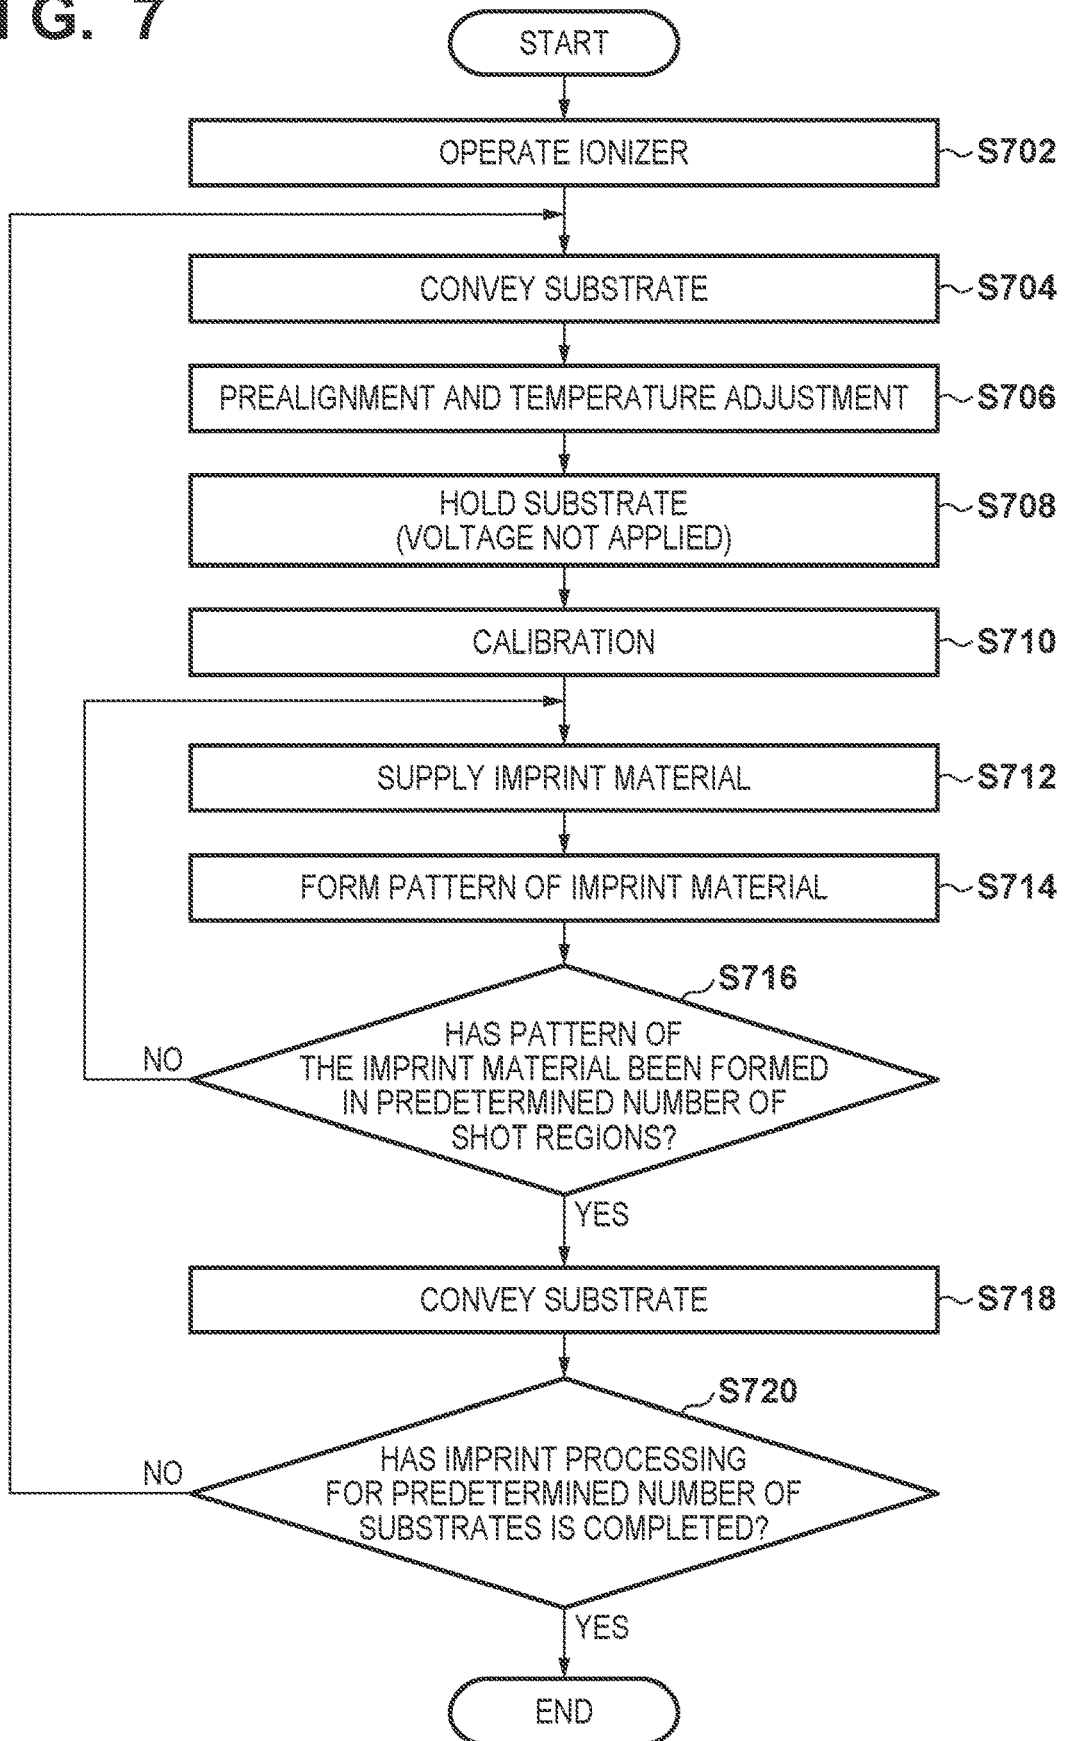 IG. 7
START
OPERATE IONIZER
S702
CONVEY SUBSTRATE
S704
PREALIGNMENT AND TEMPERATURE ADJUSTMENT
S706
HOLD SUBSTRATE
(VOLTAGE NOT APPLIED)
S708
CALIBRATION
S710
SUPPLY IMPRINT MATERIAL
S712
FORM PATTERN OF IMPRINT MATERIAL
S714
S716
HAS PATTERN OF
THE IMPRINT MATERIAL BEEN FORMED
IN PREDETERMINED NUMBER OF
SHOT REGIONS?
NO
YES
CONVEY SUBSTRATE
S718
S720
HAS IMPRINT PROCESSING
FOR PREDETERMINED NUMBER OF
SUBSTRATES IS COMPLETED?
NO
YES
END